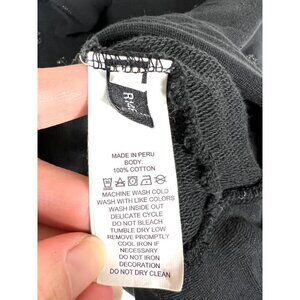 MADE IN PERU
BODY:
100% COTTON
MACHINE WASH COLD
WASH WITH LIKE COLORS
WASH INSIDE OUT
DELICATE CYCLE
DO NOT BLEACH
TUMBLE DRY LOW
REMOVE PROMPTLY
COOL IRON IF
NECESSARY
DO NOT IRON
DECORATION
DO NOT DRY CLEAN